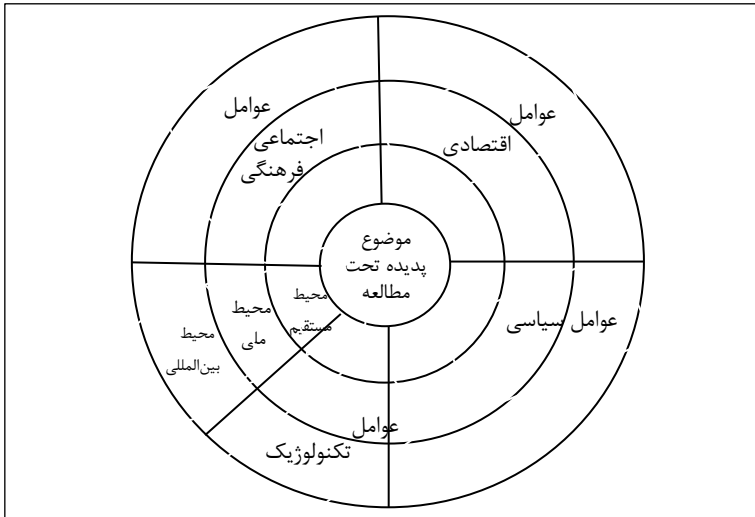 عوامل
اقتصادی
عوامل
اجتماعی
فرهنگی
موضوع
پدیده تحت
مطالعه
عوامل سیاسی
محیط
مستقیم
محیط
ملی
محیط
بین‌المللی
عوامل
تکنولوژیک